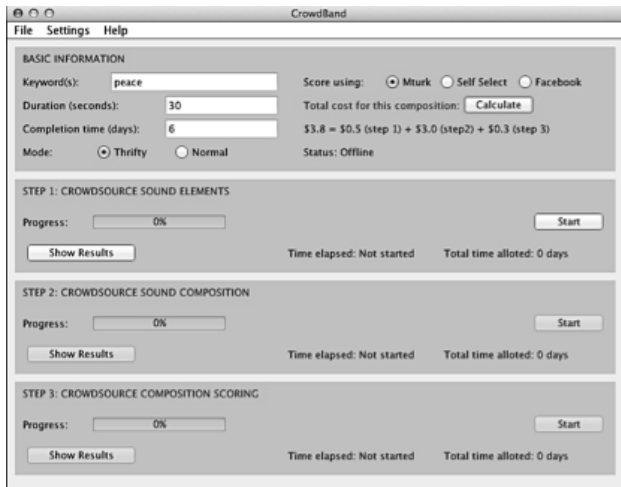 CrowdBand
File Settings Help
BASIC INFORMATION
Keyword(s): peace Score using: Mturk Self Select Facebook
Duration (seconds): 30 Total cost for this composition: Calculate
Completion time (days): 6 $3.8 = $0.5 (step 1) + $3.0 (step2) + $0.3 (step 3)
Mode: Thrifty Normal Status: Offline
STEP 1: CROWDSOURCE SOUND ELEMENTS
Progress: 0% Start
Show Results Time elapsed: Not started Total time alloted: 0 days
STEP 2: CROWDSOURCE SOUND COMPOSITION
Progress: 0% Start
Show Results Time elapsed: Not started Total time alloted: 0 days
STEP 3: CROWDSOURCE COMPOSITION SCORING
Progress: 0% Start
Show Results Time elapsed: Not started Total time alloted: 0 days